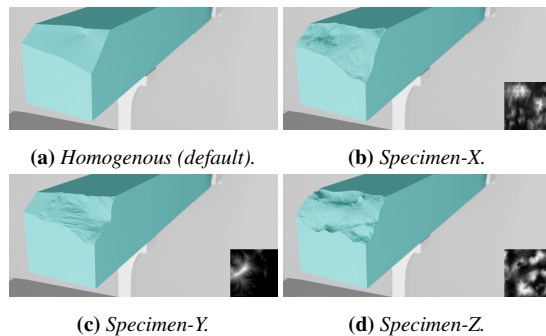 (a) Homogenous (default).
(b) Specimen-X.
(c) Specimen-Y.
(d) Specimen-Z.